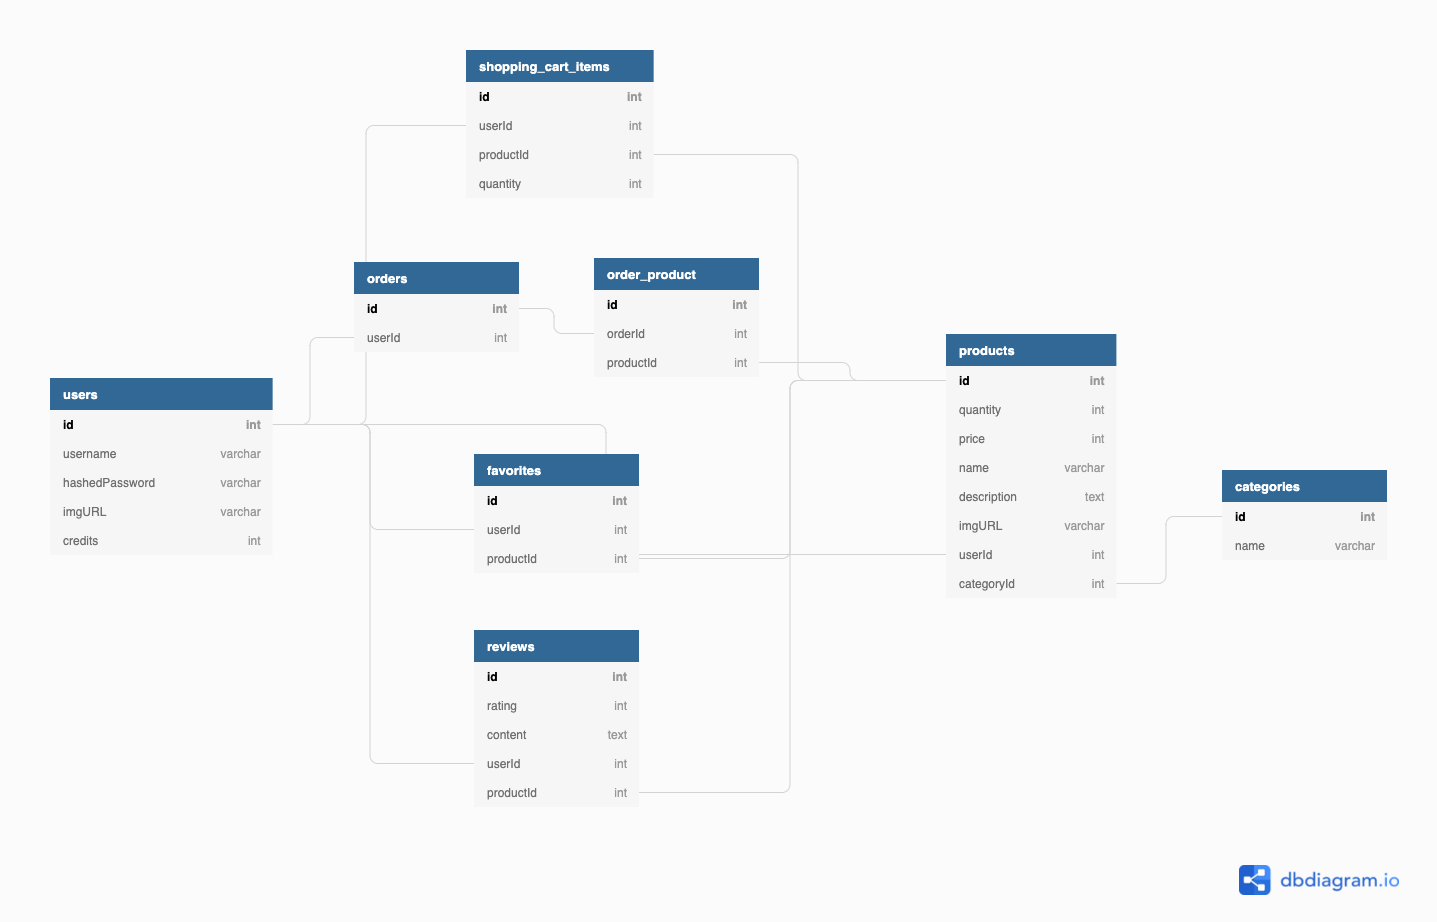 shopping_cart_items
id int
userId int
productId int
quantity int
orders
id int
userId int
order_product
id int
orderId int
productId int
users
id int
username varchar
hashedPassword varchar
imgURL varchar
credits int
favorites
id int
userId int
productId int
reviews
id int
rating int
content text
userId int
productId int
products
id int
quantity int
price int
name varchar
description text
imgURL varchar
userId int
categoryId int
categories
id int
name varchar
dbdiagram.io